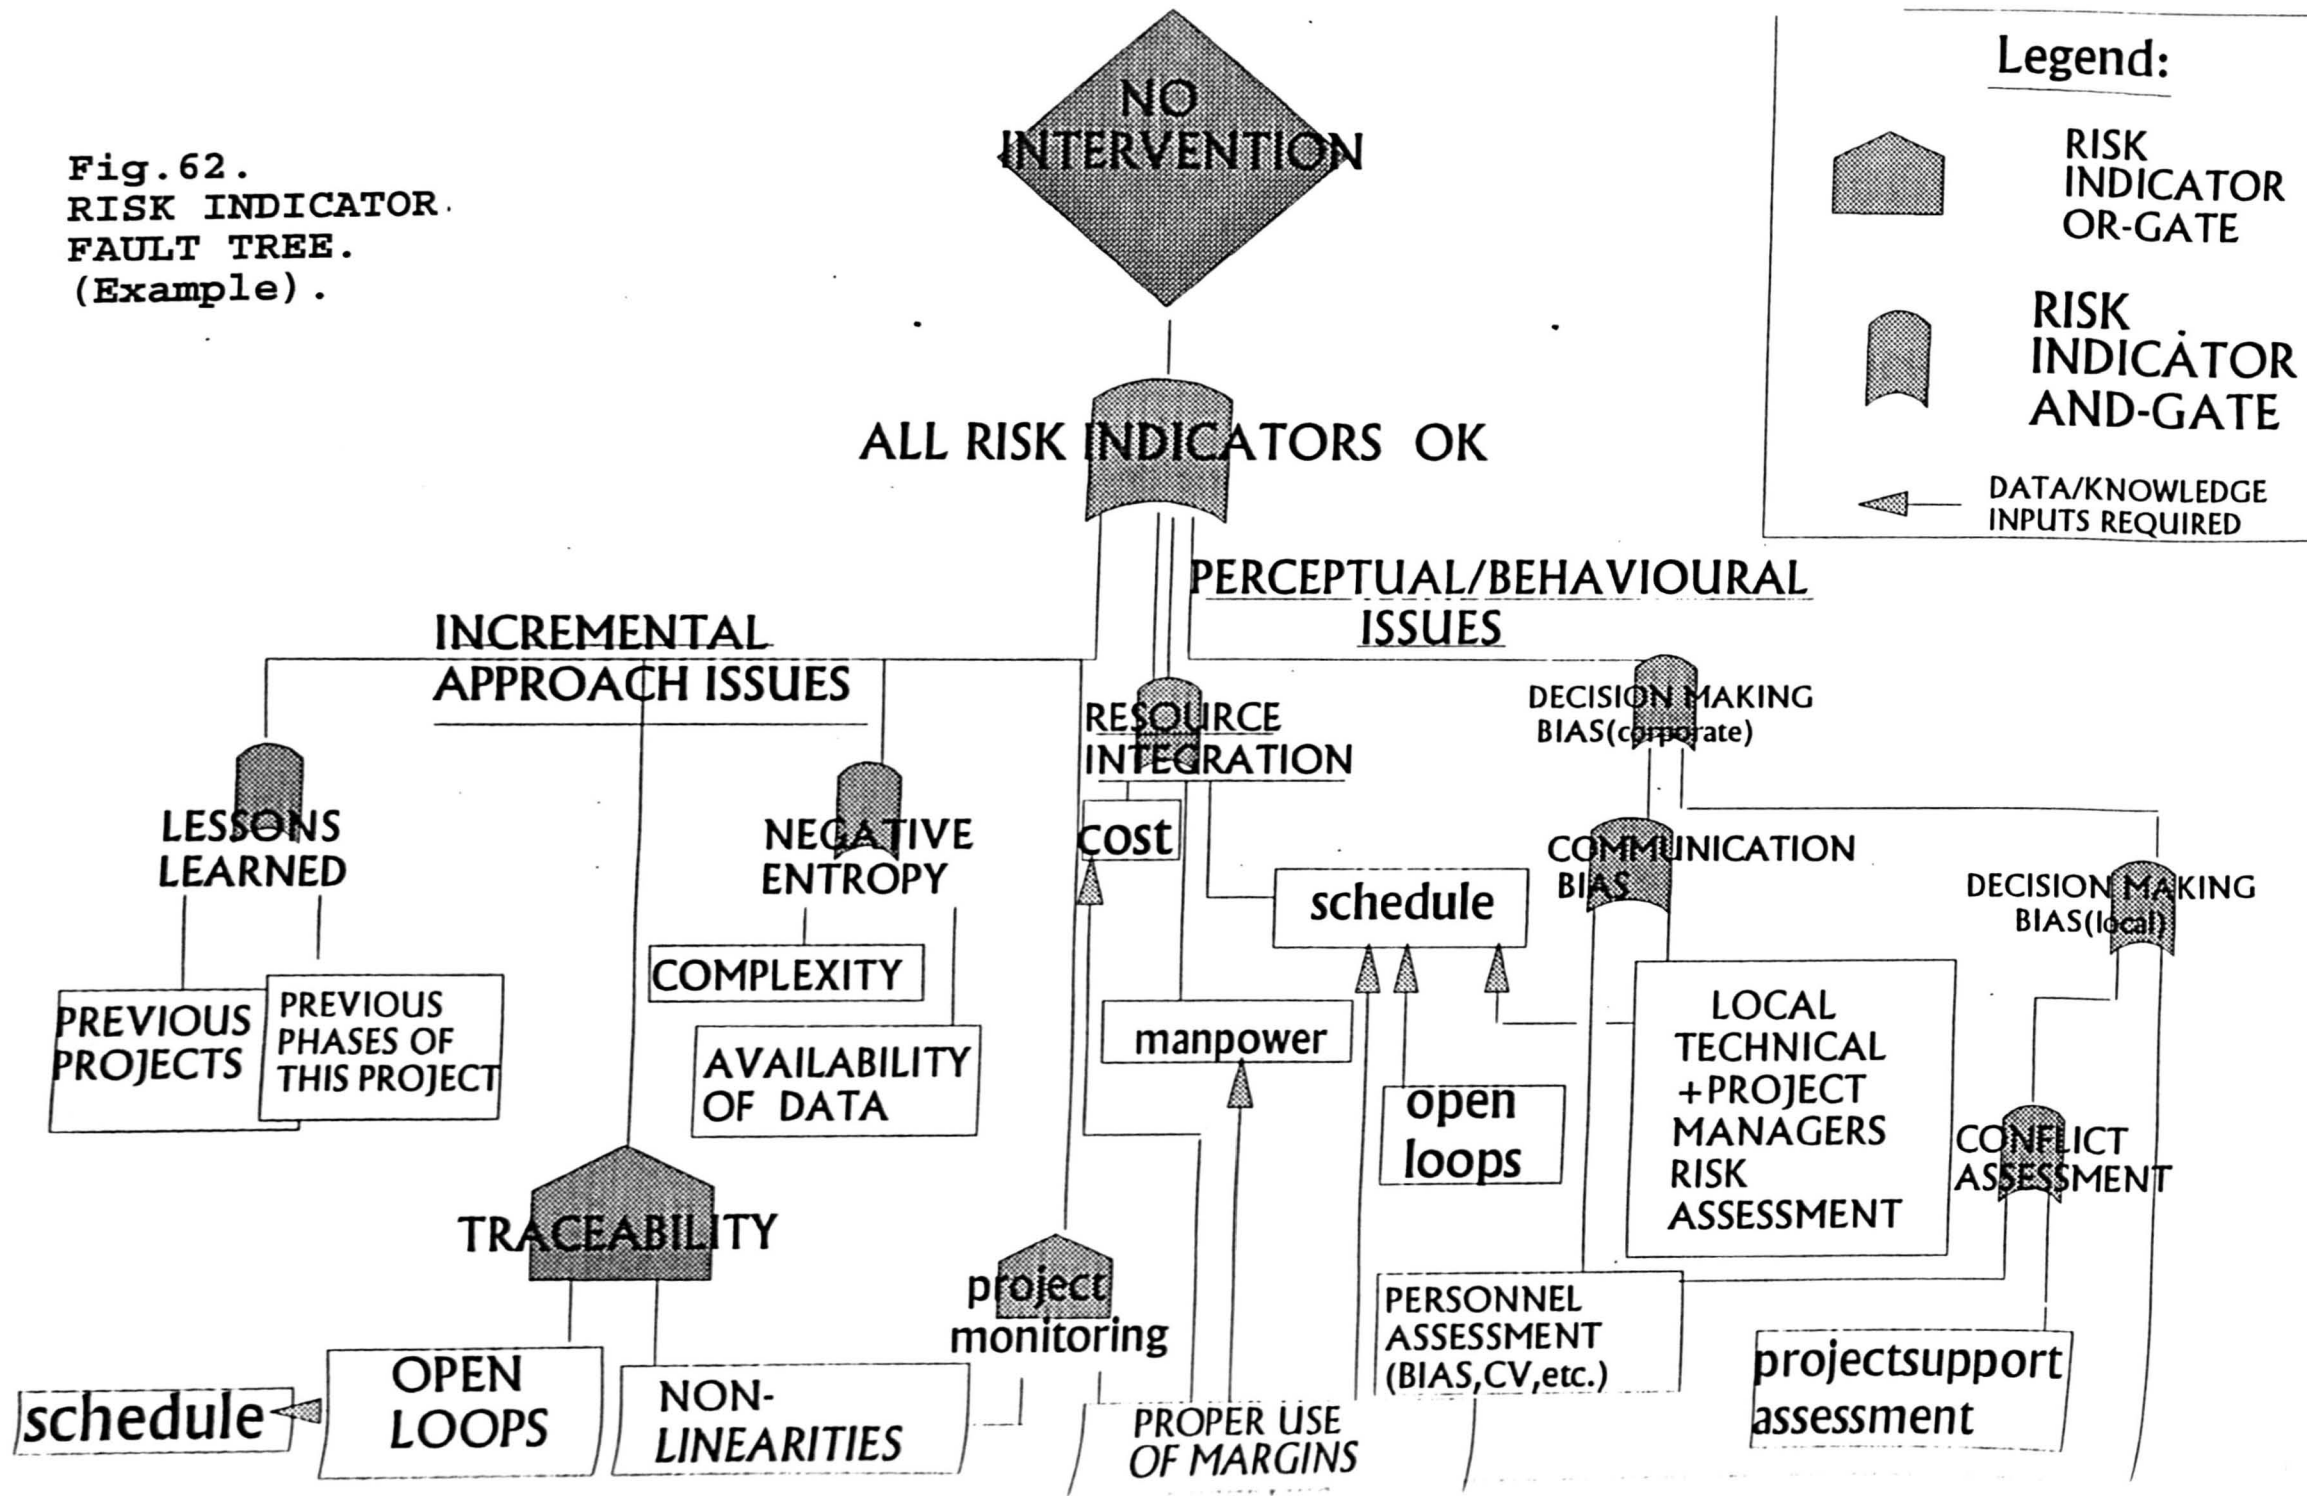 Fig.62.
RISK INDICATOR
FAULT TREE.
(Example).
NO
INTERVENTION
Legend:
RISK
INDICATOR
OR-GATE
RISK
INDICATOR
AND-GATE
DATA/KNOWLEDGE
INPUTS REQUIRED
ALL RISK INDICATORS OK
INCREMENTAL
APPROACH ISSUES
PERCEPTUAL/BEHAVIOURAL
ISSUES
RESOURCE
INTEGRATION
DECISION MAKING
BIAS(corporate)
LESSONS
LEARNED
NEGATIVE
ENTROPY
cost
schedule
COMMUNICATION
BIAS
DECISION MAKING
BIAS(local)
PREVIOUS
PROJECTS
PREVIOUS
PHASES OF
THIS PROJECT
COMPLEXITY
AVAILABILITY
OF DATA
manpower
open
loops
LOCAL
TECHNICAL
+PROJECT
MANAGERS
RISK
ASSESSMENT
CONFLICT
ASSESSMENT
TRACEABILITY
project
monitoring
PERSONNEL
ASSESSMENT
(BIAS,CV,etc.)
projectsupport
assessment
schedule
OPEN
LOOPS
NON-
LINEARITIES
PROPER USE
OF MARGINS